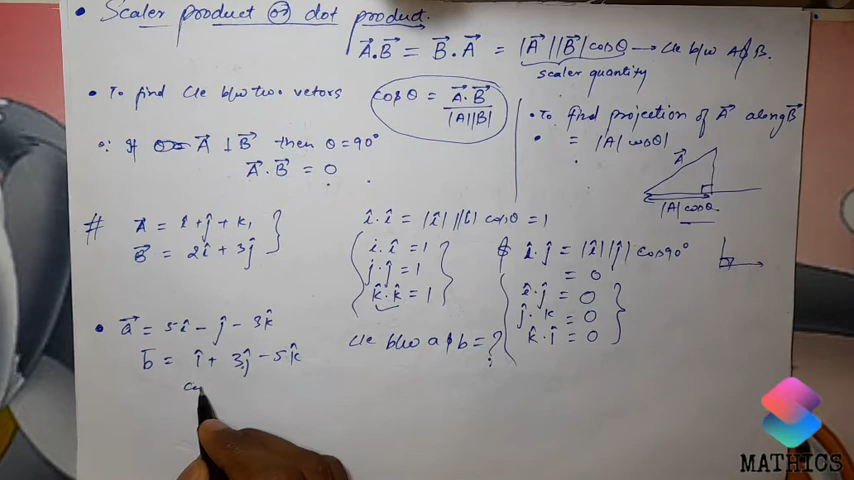 • Scaler product or dot product.
A⃗.B⃗ = B⃗.A⃗ = |A⃗||B⃗|cosθ → ∠le b/w A & B.
scaler quantity
• To find ∠le b/w two vetors cosθ = A⃗.B⃗ / |A||B|
∴ If A⃗ ⊥ B⃗ then θ = 90°
A⃗.B⃗ = 0
• To find projection of A⃗ along B⃗
• = |A| cosθ|
A⃗
|A|cosθ
# A⃗ = i + j + k,
B⃗ = 2î + 3ĵ
î.î = |î||î| cosθ = 1
i.î = 1
ĵ.ĵ = 1
k̂.k̂ = 1
î.ĵ = |î||ĵ| cos90°
= 0
î.ĵ = 0
ĵ.k = 0
k̂.i = 0
• a⃗ = 5î - ĵ - 3k̂
b = î + 3ĵ - 5k̂
∠le b/w a & b = ?
MATHICS